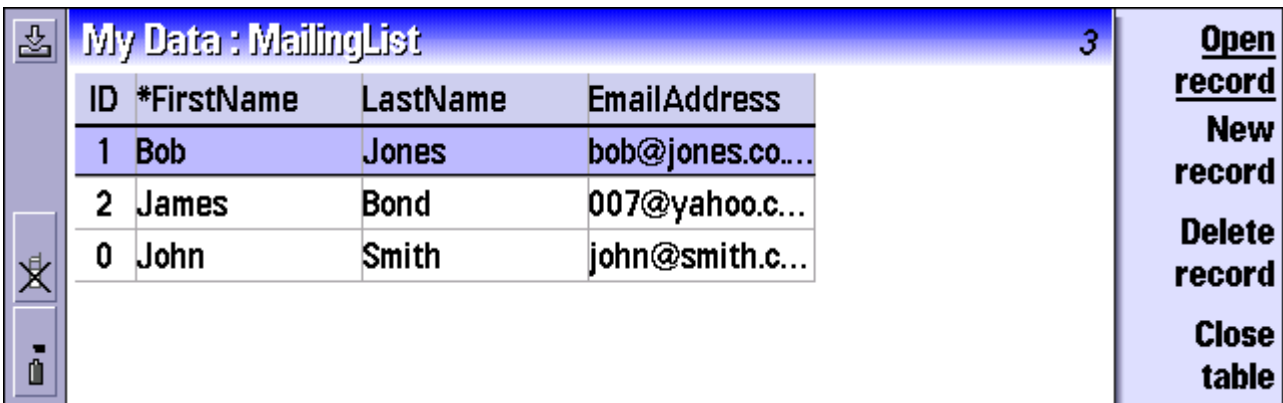 My Data : MailingList 3
ID *FirstName LastName EmailAddress
1 Bob Jones bob@jones.co....
2 James Bond 007@yahoo.c...
0 John Smith john@smith.c...
Open
record
New
record
Delete
record
Close
table